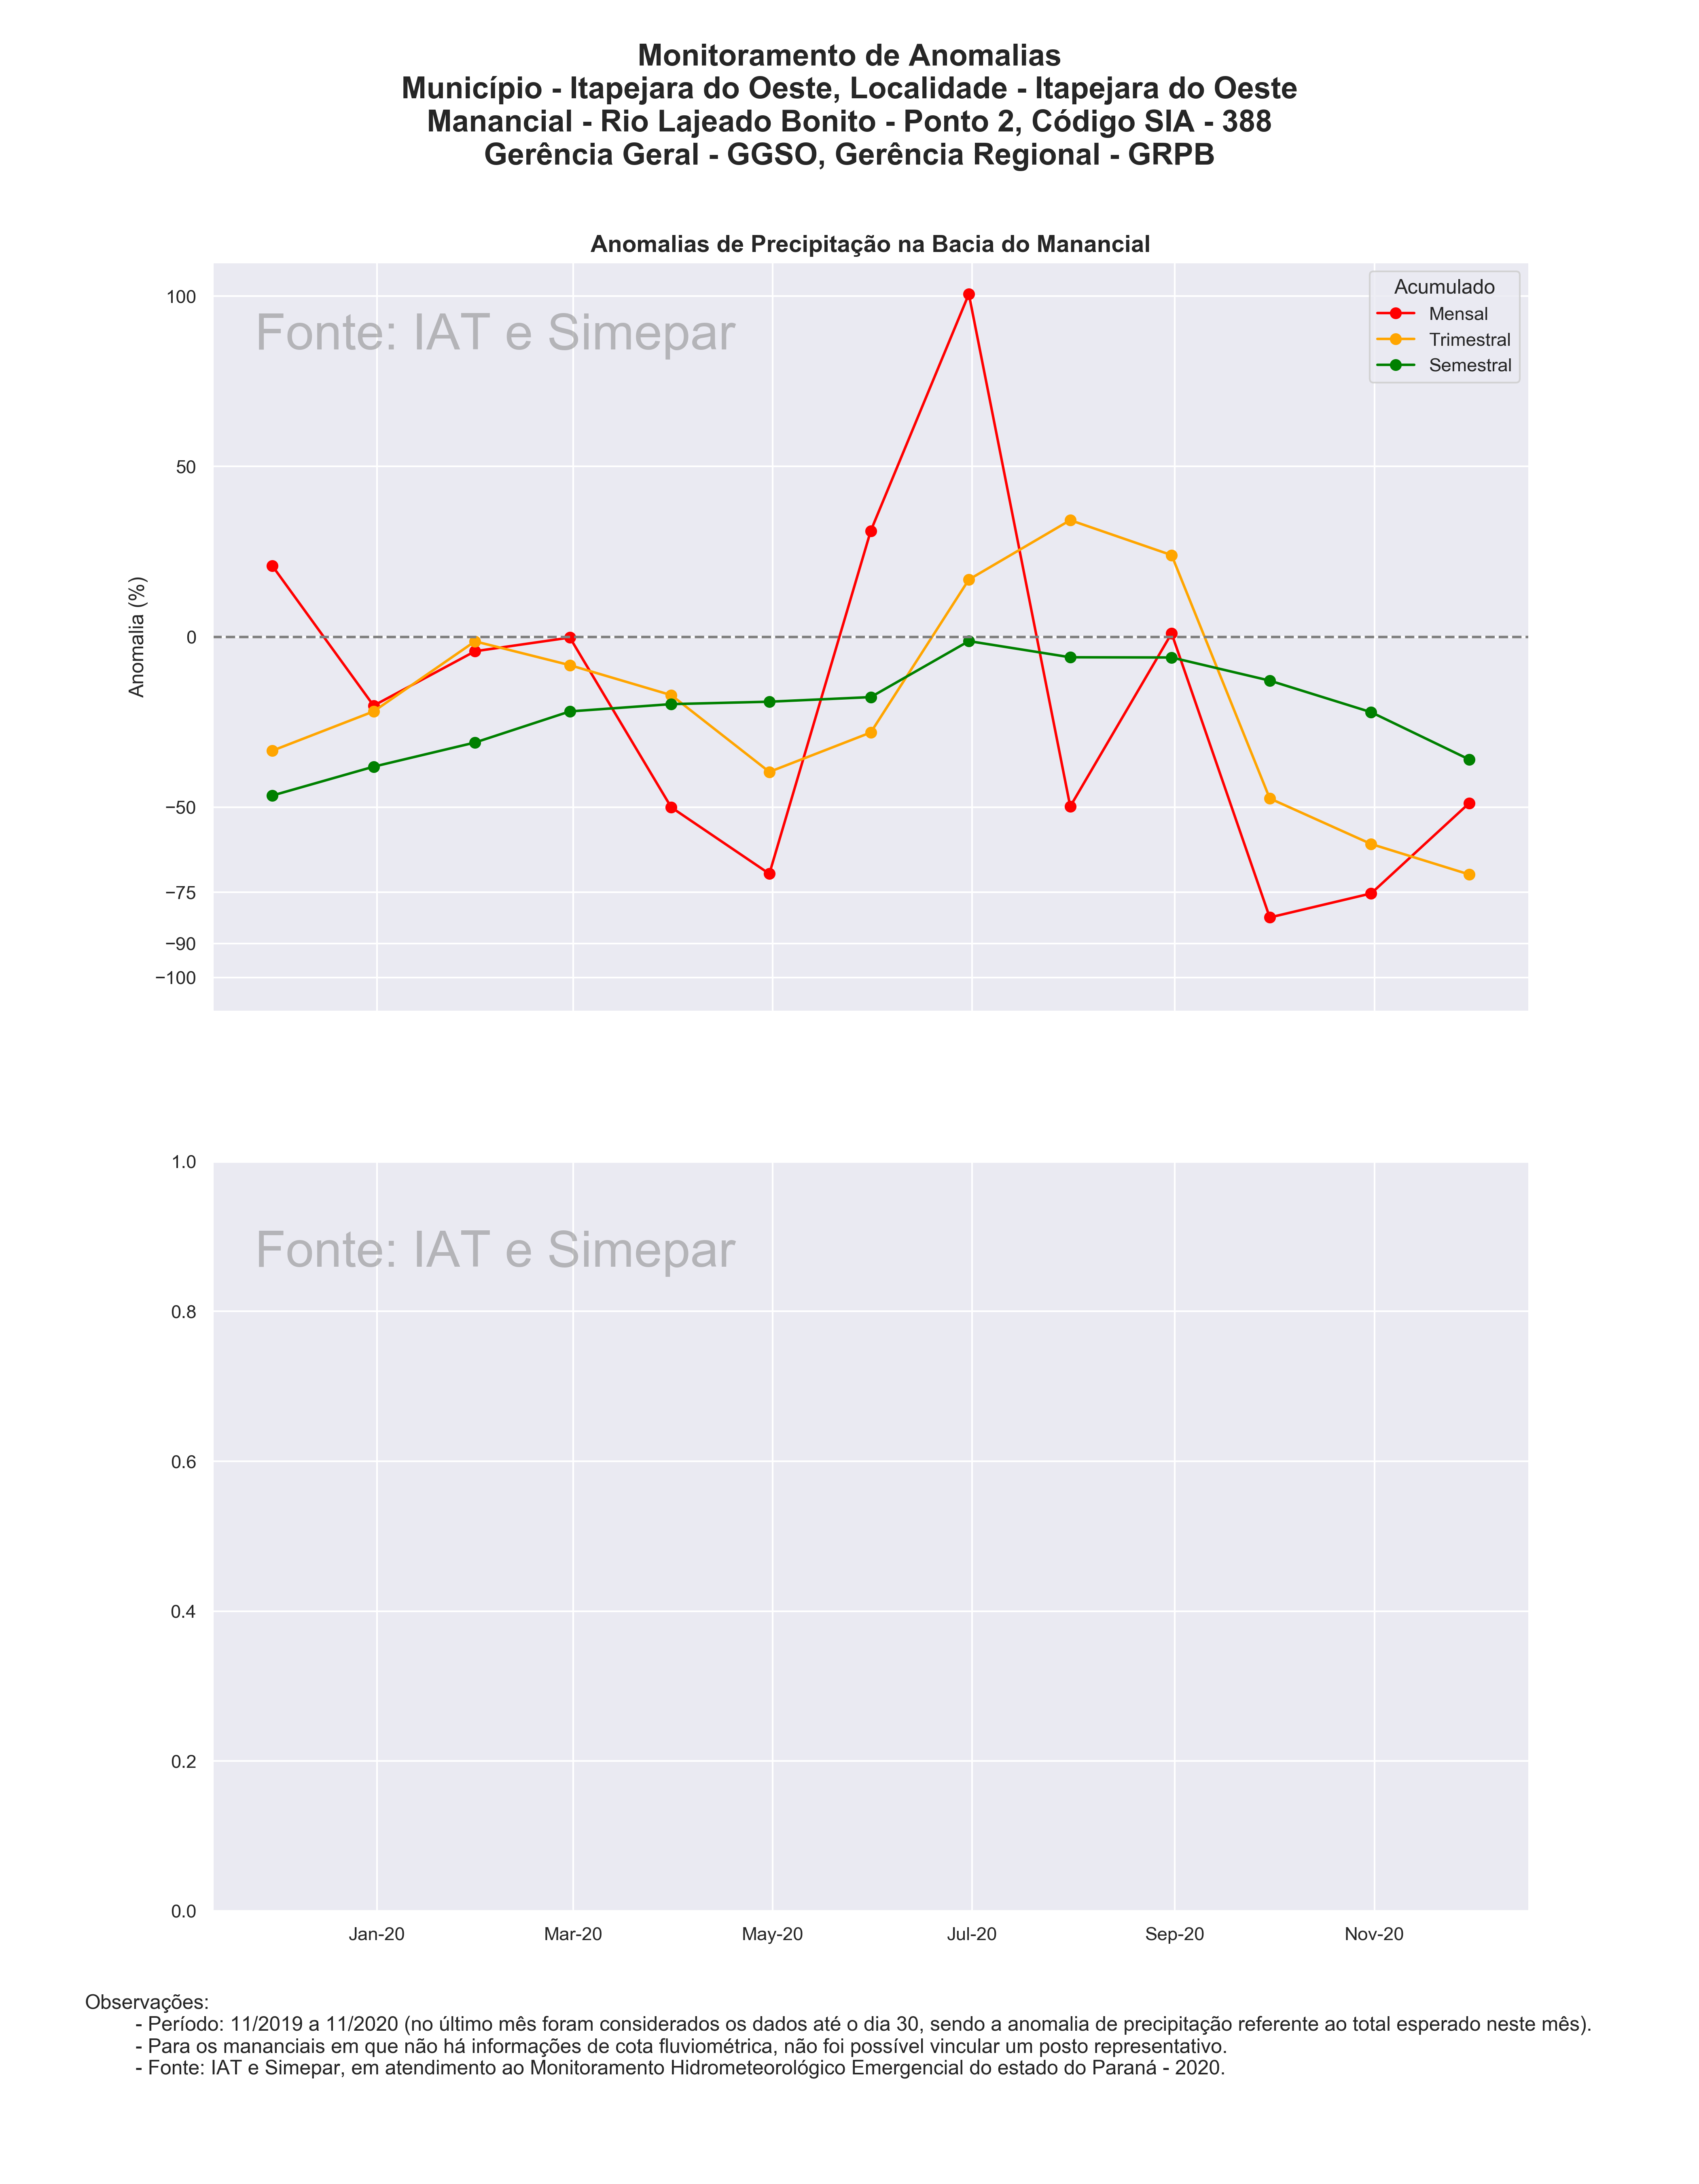 Monitoramento de Anomalias
Município - Itapejara do Oeste, Localidade - Itapejara do Oeste
Manancial - Rio Lajeado Bonito - Ponto 2, Código SIA - 388
Gerência Geral - GGSO, Gerência Regional - GRPB
Anomalias de Precipitação na Bacia do Manancial
Fonte: IAT e Simepar
Acumulado
Mensal
Trimestral
Semestral
Anomalia (%)
100
50
0
−50
−75
−90
−100
Fonte: IAT e Simepar
1.0
0.8
0.6
0.4
0.2
0.0
Jan-20 Mar-20 May-20 Jul-20 Sep-20 Nov-20
Observações:
- Período: 11/2019 a 11/2020 (no último mês foram considerados os dados até o dia 30, sendo a anomalia de precipitação referente ao total esperado neste mês).
- Para os mananciais em que não há informações de cota fluviométrica, não foi possível vincular um posto representativo.
- Fonte: IAT e Simepar, em atendimento ao Monitoramento Hidrometeorológico Emergencial do estado do Paraná - 2020.